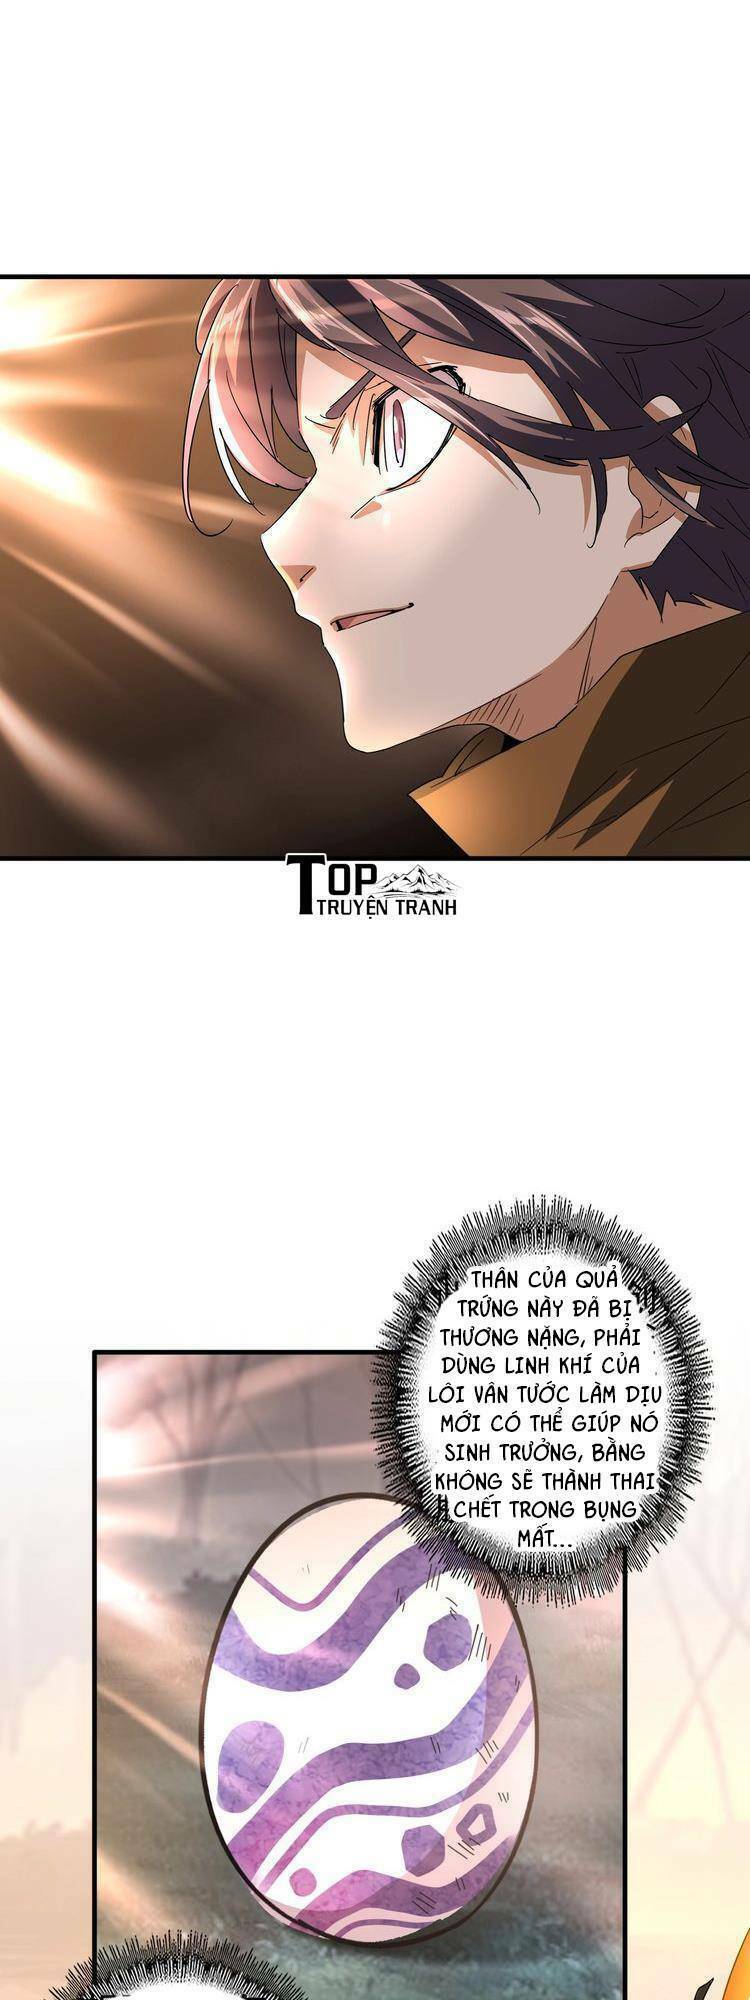 TOP
TRUYỆN TRANH
THÂN CỦA QUẢ
TRỨNG NÀY ĐÃ BỊ
THƯƠNG NẶNG, PHẢI
DÙNG LINH KHÍ CỦA
LÔI VÂN TƯỚC LÀM DỊU
MỚI CÓ THỂ GIÚP NÓ
SINH TRƯỞNG, BẰNG
KHÔNG SẼ THÀNH THAI
CHẾT TRONG BỤNG
MẤT...